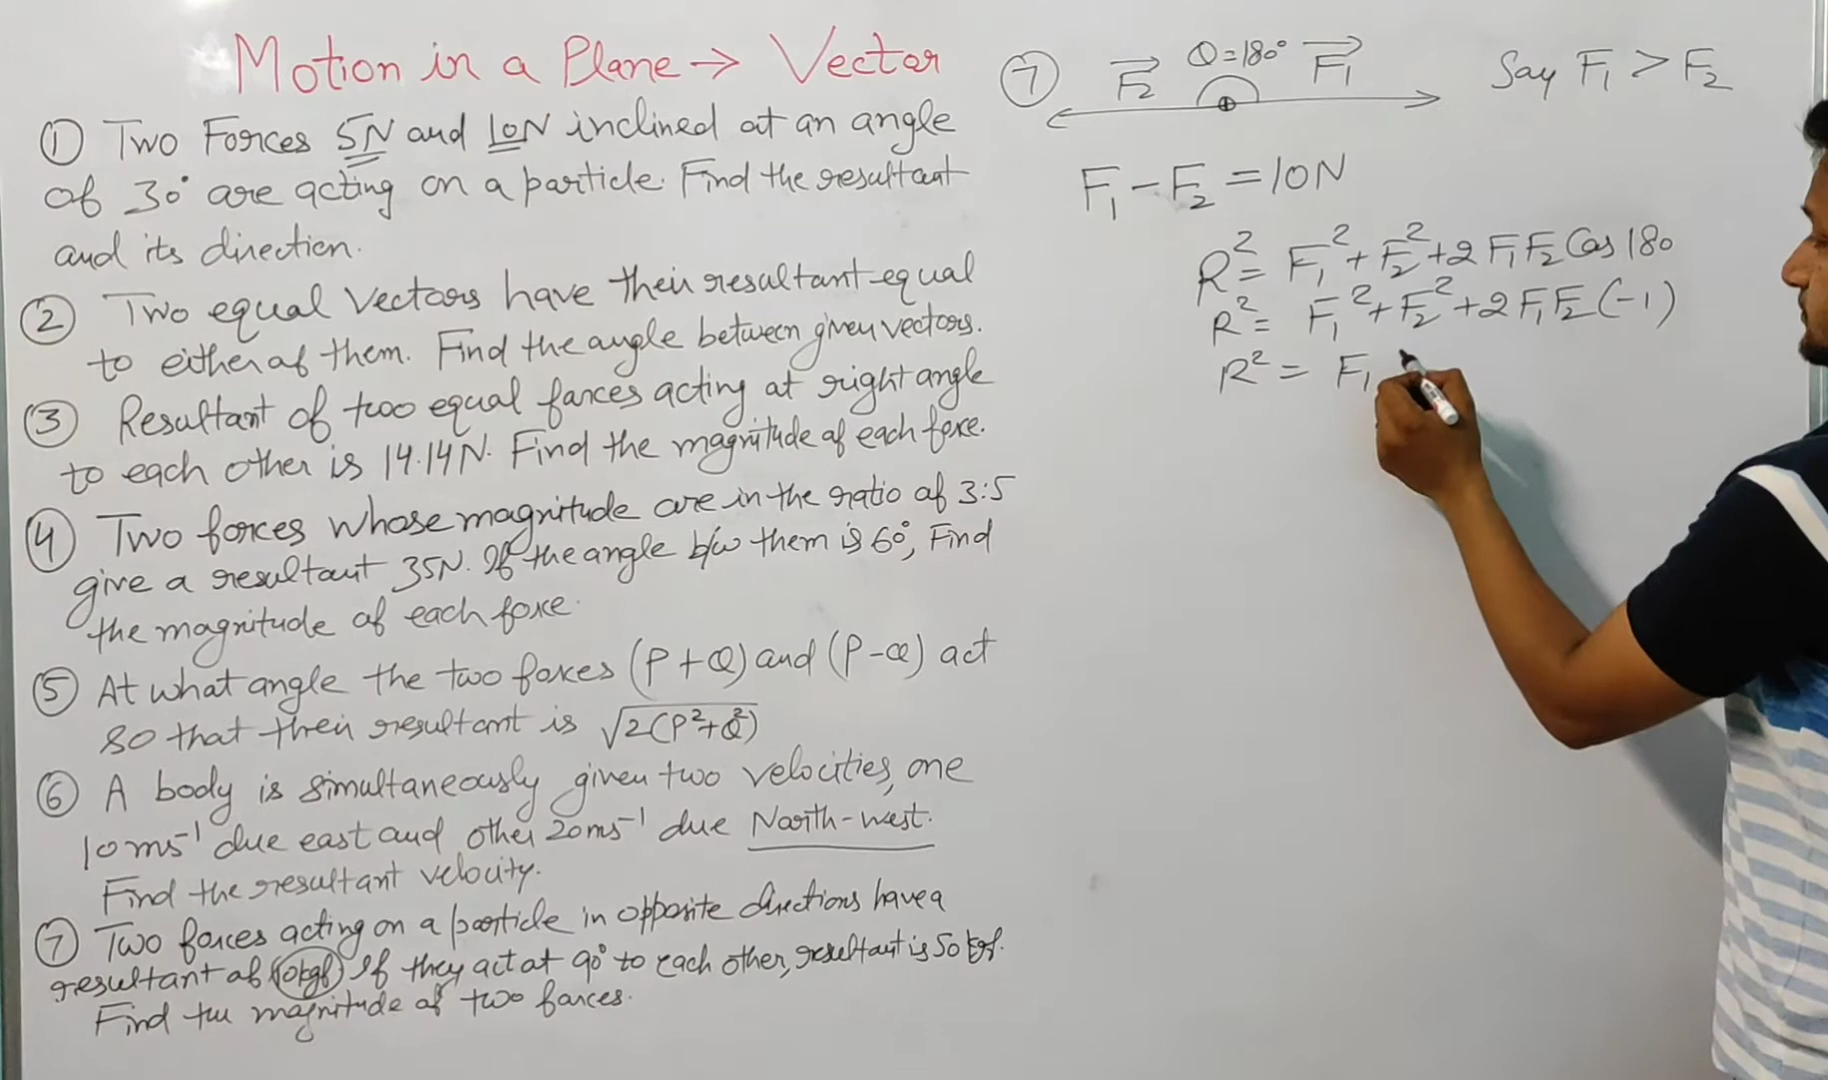 Motion in a Plane → Vector
① Two Forces 5N and 10N inclined at an angle
of 30° are acting on a particle. Find the resultant
and its direction.
② Two equal Vectors have their resultant equal
to either of them. Find the angle between given vectors.
③ Resultant of two equal forces acting at right angle
to each other is 14.14N. Find the magnitude of each force.
④ Two forces whose magnitude are in the ratio of 3:5
give a resultant 35N. If the angle b/w them is 60°, Find
the magnitude of each force.
⑤ At what angle the two forces (P+Q) and (P-Q) act
so that their resultant is √2(P²+Q²)
⑥ A body is simultaneously given two velocities, one
10ms⁻¹ due east and other 20ms⁻¹ due North-west.
Find the resultant velocity.
⑦ Two forces acting on a particle in opposite directions have a
resultant of 10kgf. If they act at 90° to each other, resultant is 50 kgf.
Find the magnitude of two forces.
⑦ F₂ θ=180° F₁ Say F₁ > F₂
F₁ - F₂ = 10N
R² = F₁² + F₂² + 2F₁F₂ Cos 180
R² = F₁² + F₂² + 2F₁F₂ (-1)
R² = F₁